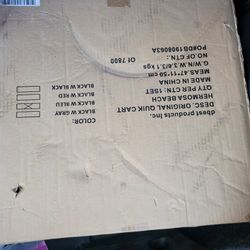 dbest products inc.
DESC: ORIGINAL QUIK CART
HERMOSA BEACH
QTY PER CTN: 1SET
MADE IN CHINA
MEAS.47*11*50 cm
G.W/N.W.3.6/3.1 kgs
NO.OF CTN.: Of 7800
PO#DB1908063A
COLOR:
BLACK W GRAY
BLACK W BLEU
BLACK W RED
BLACK W BLACK